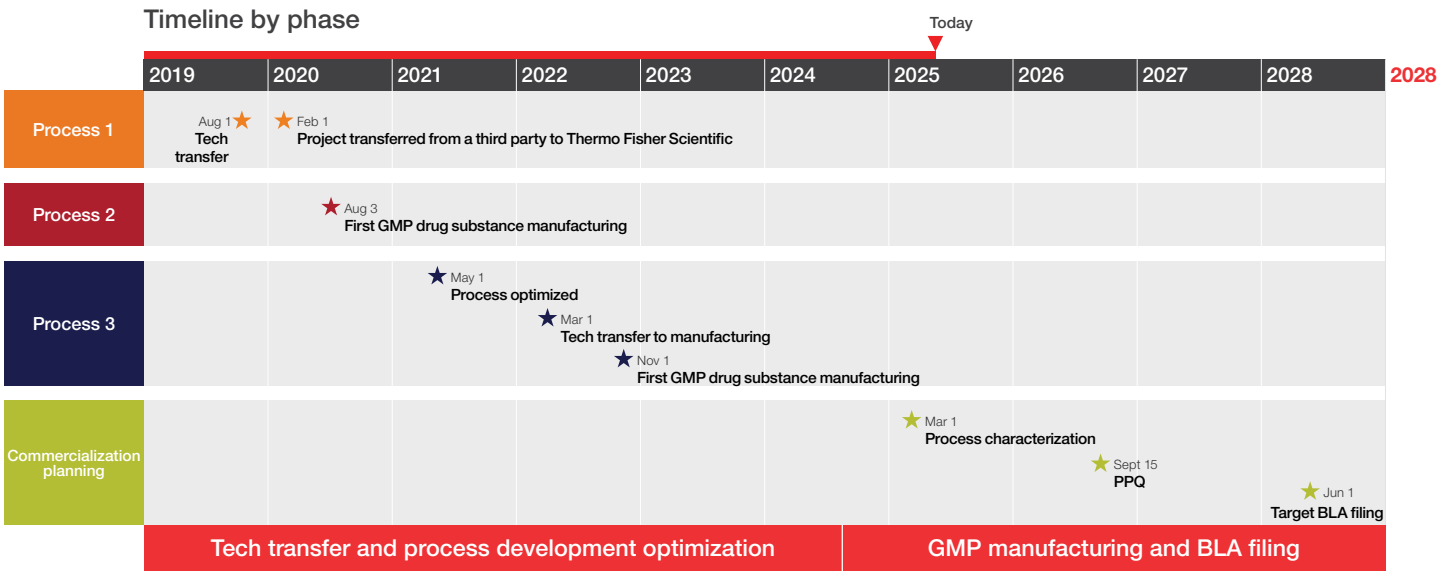 Timeline by phase
Today
2019 2020 2021 2022 2023 2024 2025 2026 2027 2028 2028
Process 1
Aug 1
Tech
transfer
Feb 1
Project transferred from a third party to Thermo Fisher Scientific
Process 2
Aug 3
First GMP drug substance manufacturing
Process 3
May 1
Process optimized
Mar 1
Tech transfer to manufacturing
Nov 1
First GMP drug substance manufacturing
Commercialization
planning
Mar 1
Process characterization
Sept 15
PPQ
Jun 1
Target BLA filing
Tech transfer and process development optimization
GMP manufacturing and BLA filing